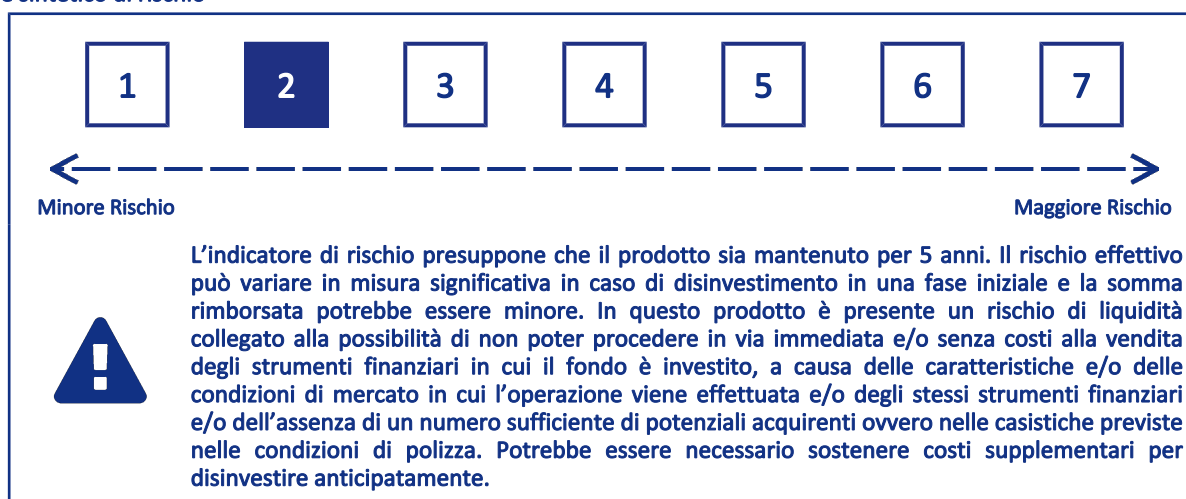 sintetico di rischio
1 2 3 4 5 6 7
Minore Rischio Maggiore Rischio
L'indicatore di rischio presuppone che il prodotto sia mantenuto per 5 anni. Il rischio effettivo
può variare in misura significativa in caso di disinvestimento in una fase iniziale e la somma
rimborsata potrebbe essere minore. In questo prodotto è presente un rischio di liquidità
collegato alla possibilità di non poter procedere in via immediata e/o senza costi alla vendita
degli strumenti finanziari in cui il fondo è investito, a causa delle caratteristiche e/o delle
condizioni di mercato in cui l'operazione viene effettuata e/o degli stessi strumenti finanziari
e/o dell'assenza di un numero sufficiente di potenziali acquirenti ovvero nelle casistiche previste
nelle condizioni di polizza. Potrebbe essere necessario sostenere costi supplementari per
disinvestire anticipatamente.